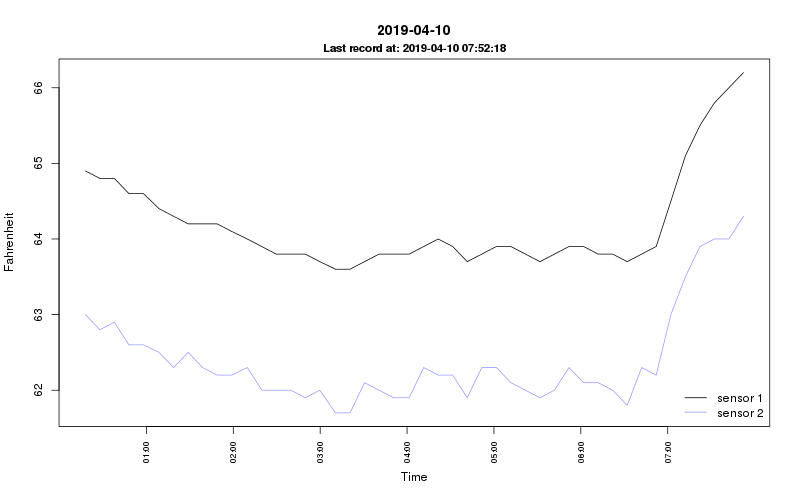 2019-04-10
Last record at: 2019-04-10 07:52:18
66
65
64
63
62
Fahrenheit
01:00 02:00 03:00 04:00 05:00 06:00 07:00
Time
sensor 1
sensor 2